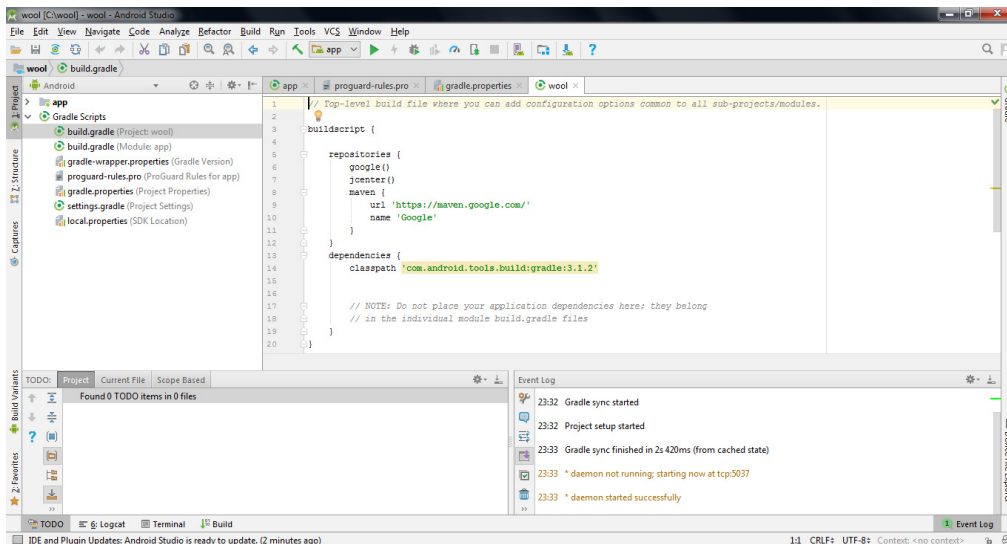 wool [C:\wool] - wool - Android Studio
File Edit View Navigate Code Analyze Refactor Build Run Tools VCS Window Help
app
wool build.gradle
Android
app proguard-rules.pro gradle.properties wool
1: Project
Z: Structure
Captures
Build Variants
2: Favorites
app
Gradle Scripts
build.gradle (Project: wool)
build.gradle (Module: app)
gradle-wrapper.properties (Gradle Version)
proguard-rules.pro (ProGuard Rules for app)
gradle.properties (Project Properties)
settings.gradle (Project Settings)
local.properties (SDK Location)
1 // Top-level build file where you can add configuration options common to all sub-projects/modules.
2
3 buildscript {
4
5 repositories {
6 google()
7 jcenter()
8 maven {
9 url 'https://maven.google.com/'
10 name 'Google'
11 }
12 }
13 dependencies {
14 classpath 'com.android.tools.build:gradle:3.1.2'
15
16
17 // NOTE: Do not place your application dependencies here; they belong
18 // in the individual module build.gradle files
19 }
20 }
TODO: Project Current File Scope Based
Found 0 TODO items in 0 files
Event Log
23:32 Gradle sync started
23:32 Project setup started
23:33 Gradle sync finished in 2s 420ms (from cached state)
23:33 * daemon not running; starting now at tcp:5037
23:33 * daemon started successfully
TODO 6: Logcat Terminal Build
1 Event Log
IDE and Plugin Updates: Android Studio is ready to update. (2 minutes ago)
1:1 CRLF UTF-8 Context: <no context>